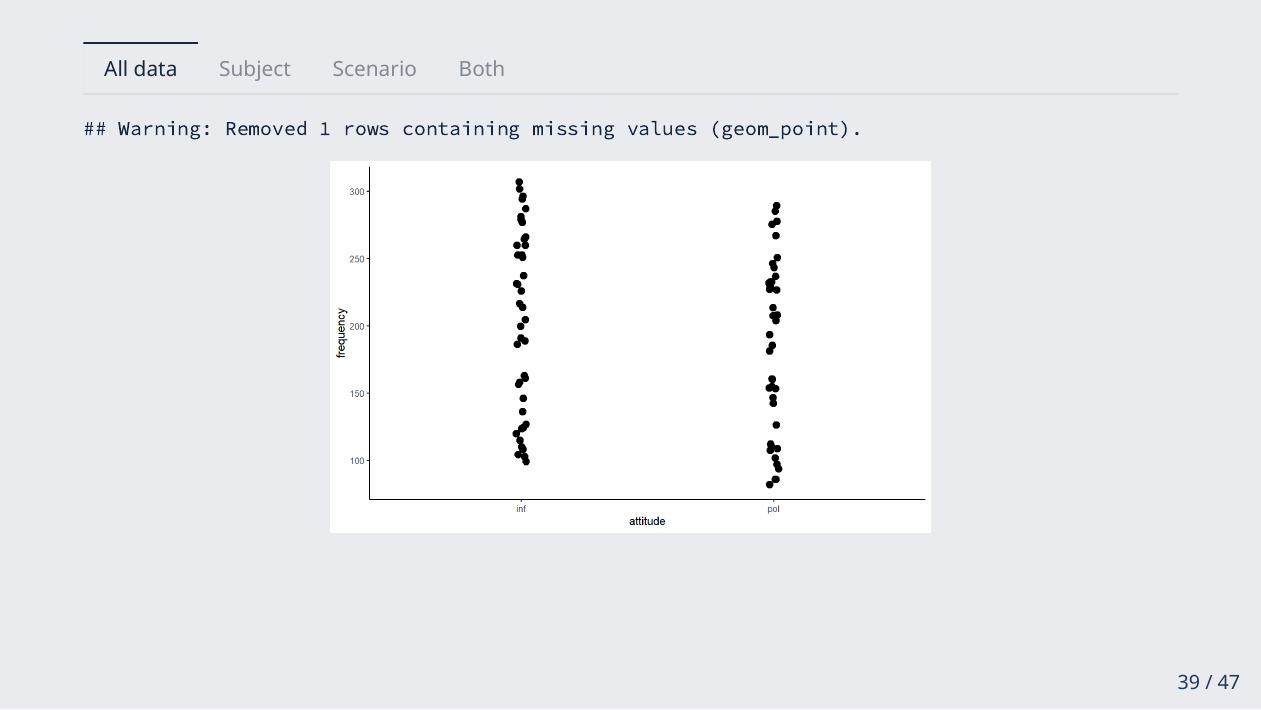 All data Subject Scenario Both
## Warning: Removed 1 rows containing missing values (geom_point).
300
250
200
150
100
frequency
inf pol
attitude
39 / 47